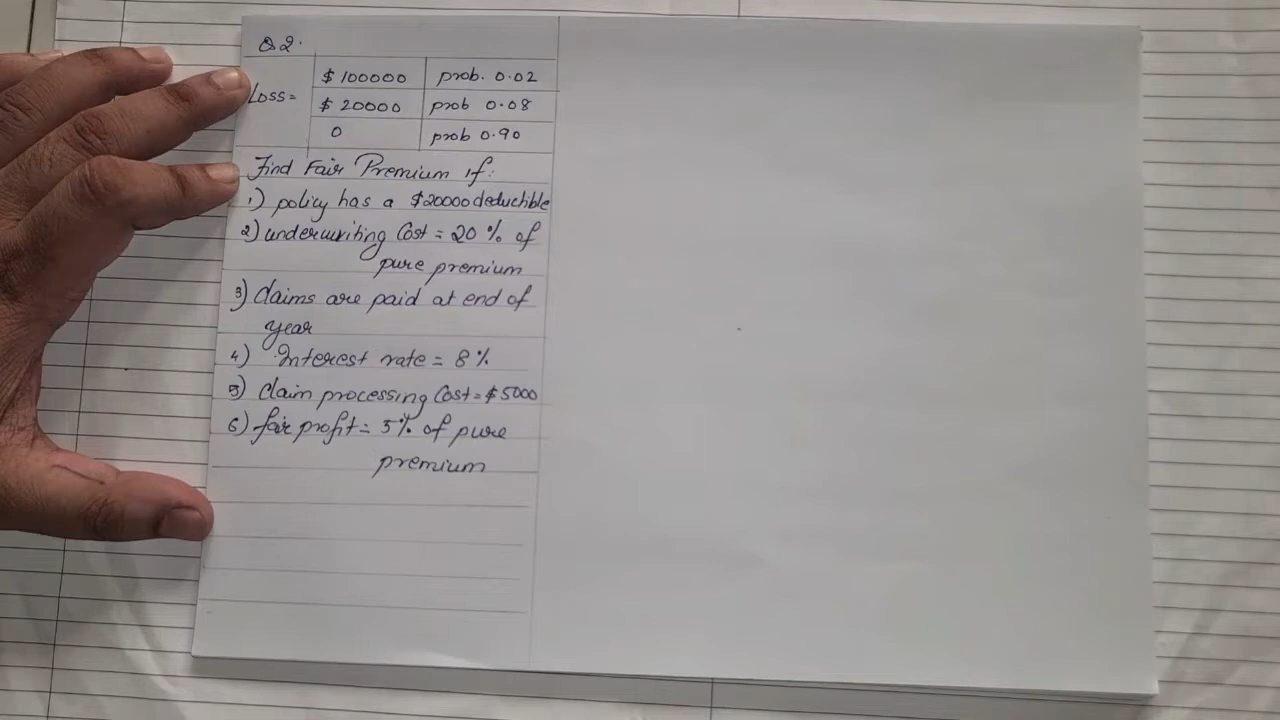 Q2.
Loss = $ 100000 prob. 0.02
$ 20000 prob 0.08
0 prob 0.90
Find Fair Premium if:
1) policy has a $20000 deductible
2) underwriting Cost = 20 % of
pure premium
3) Claims are paid at end of
year
4) Interest rate = 8 %
5) Claim processing Cost = $ 5000
6) fair profit = 5% of pure
premium